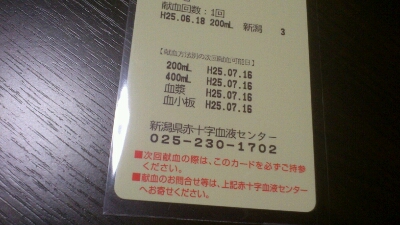 献血回数：1回
H25.06.18 200mL 新潟 3
【献血方法別の次回献血可能日】
200mL H25.07.16
400mL H25.07.16
血漿 H25.07.16
血小板 H25.07.16
新潟県赤十字血液センター
025-230-1702
■次回献血の際は、このカードを必ずご持参
ください。
■献血のお問合せ等は、上記赤十字血液センター
へお寄せください。